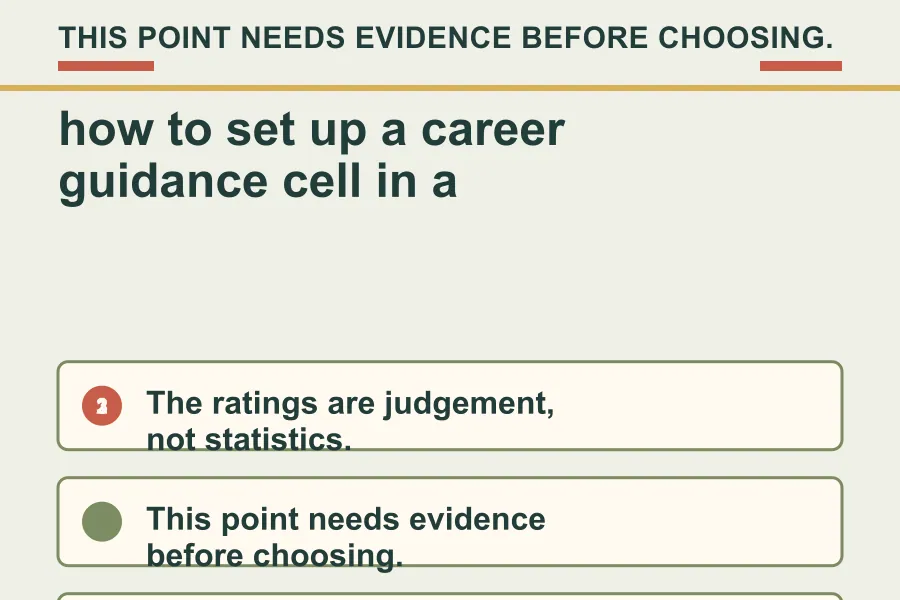 THIS POINT NEEDS EVIDENCE BEFORE CHOOSING.
how to set up a career
guidance cell in a
The ratings are judgement,
not statistics.
This point needs evidence
before choosing.